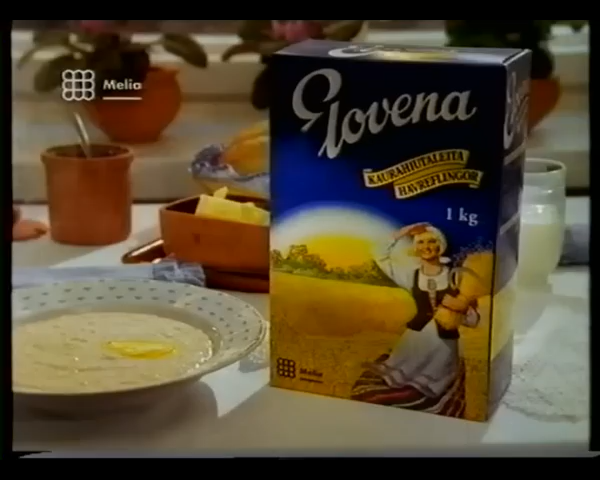 Melia
Elovena
KAURAHIUTALEITA
HAVREFLINGOR
1 kg
Melia